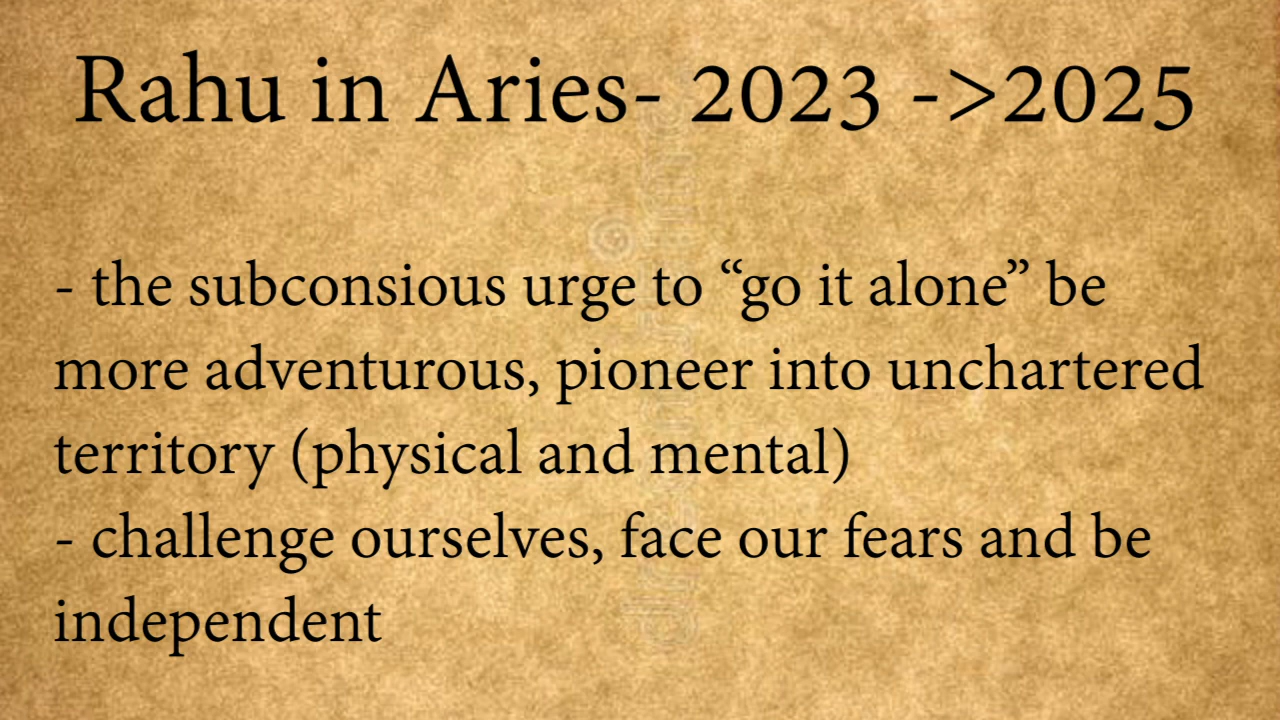 Rahu in Aries- 2023 ->2025
- the subconsious urge to “go it alone” be
more adventurous, pioneer into unchartered
territory (physical and mental)
- challenge ourselves, face our fears and be
independent